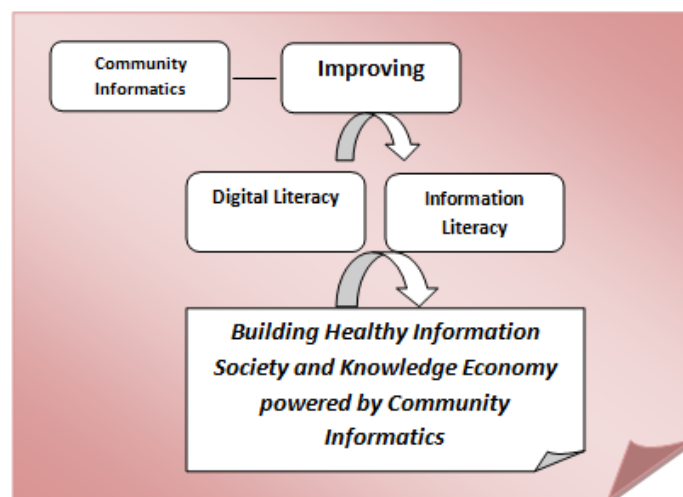 Community
Informatics
Improving
Digital Literacy
Information
Literacy
Building Healthy Information
Society and Knowledge Economy
powered by Community
Informatics